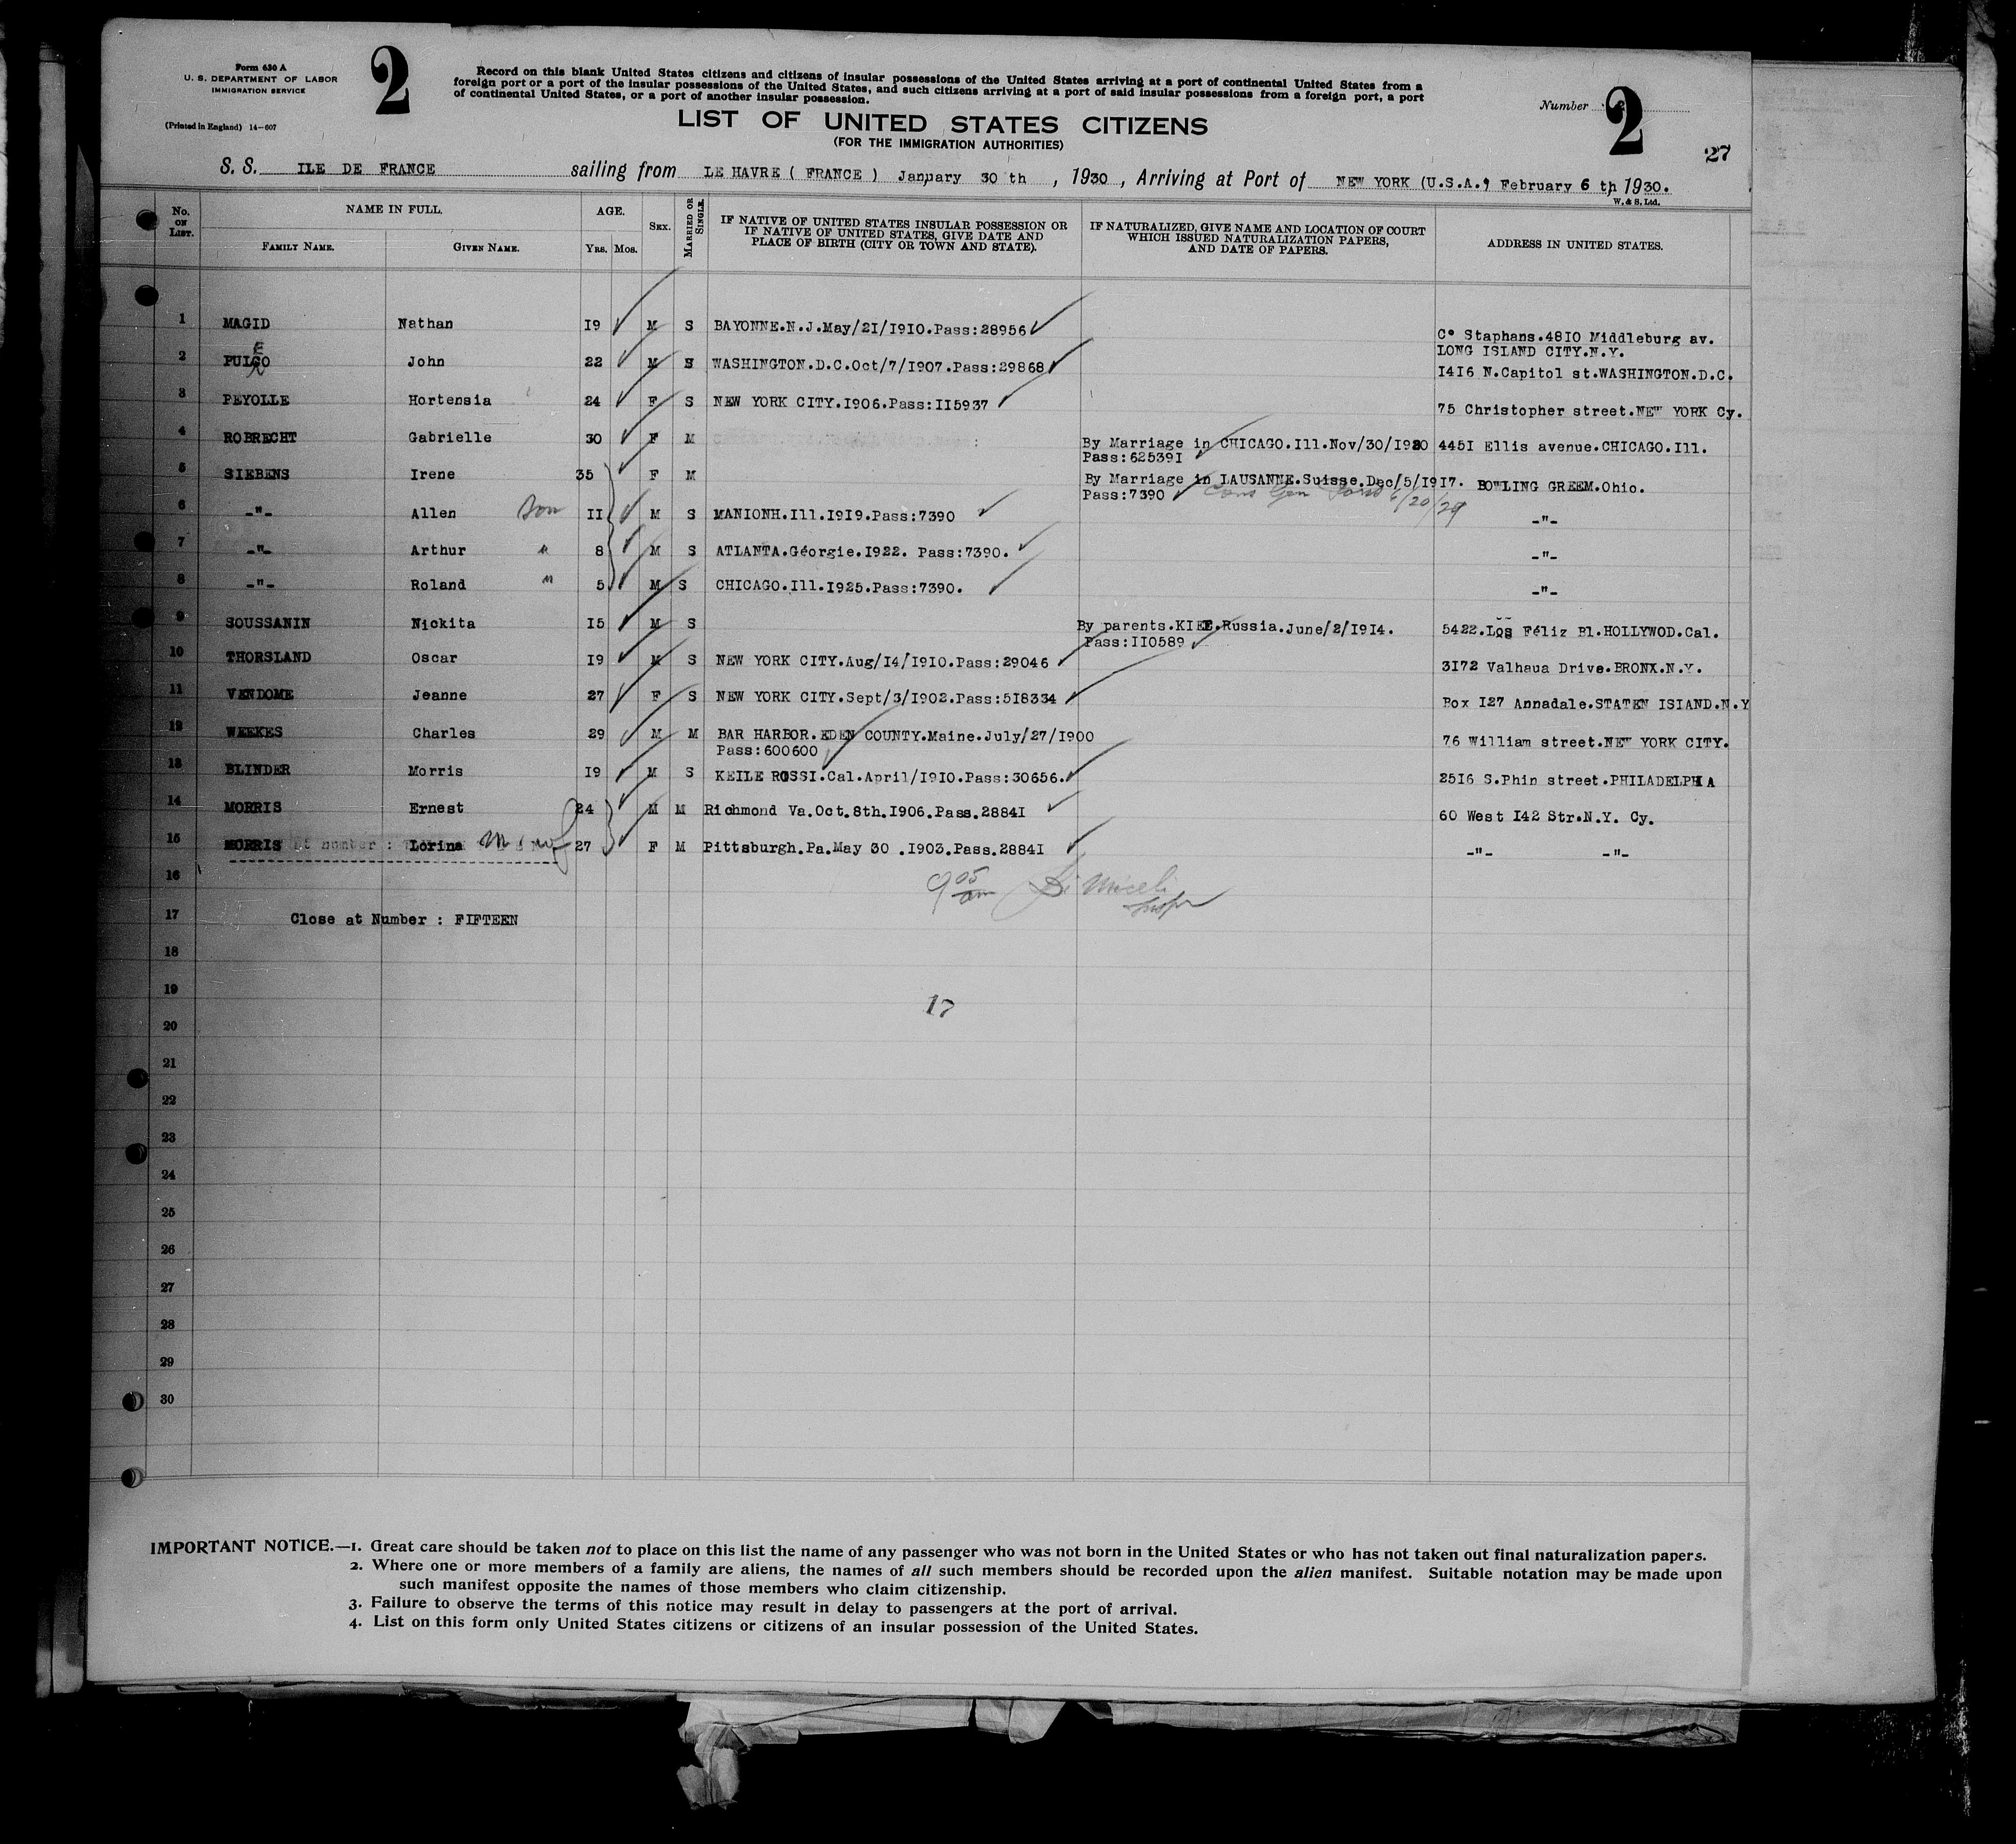 Form 630 A
U. S. DEPARTMENT OF LABOR
IMMIGRATION SERVICE
(Printed in England) 14-607
2
Record on this blank United States citizens and citizens of insular possessions of the United States arriving at a port of continental United States from a
foreign port or a port of the insular possessions of the United States, and such citizens arriving at a port of said insular possessions from a foreign port, a port
of continental United States, or a port of another insular possession.
Number
2
27
LIST OF UNITED STATES CITIZENS
(FOR THE IMMIGRATION AUTHORITIES)
S. S. ILE DE FRANCE sailing from LE HAVRE ( FRANCE ) January 30 th , 1930 , Arriving at Port of NEW YORK (U.S.A.) February 6 th 1930.
W. & S. Ltd.
No. ON LIST. NAME IN FULL. AGE. SEX. MARRIED OR SINGLE. IF NATIVE OF UNITED STATES INSULAR POSSESSION OR IF NATIVE OF UNITED STATES, GIVE DATE AND PLACE OF BIRTH (CITY OR TOWN AND STATE). IF NATURALIZED, GIVE NAME AND LOCATION OF COURT WHICH ISSUED NATURALIZATION PAPERS, AND DATE OF PAPERS. ADDRESS IN UNITED STATES.
FAMILY NAME. GIVEN NAME. YRS. MOS.
1 MAGID Nathan 19 M S BAYONNE.N.J.May/21/1910.Pass:28956 C° Staphans.4810 Middleburg av.
LONG ISLAND CITY.N.Y.
2 John 22 M S WASHINGTON.D.C.Oct/7/1907.Pass:29868 1416 N.Capitol st.WASHINGTON.D.C.
3 PEYOLLE Hortensia 24 F S NEW YORK CITY.1906.Pass:115937 75 Christopher street.NEW YORK Cy.
4 ROBRECHT Gabrielle 30 F M By Marriage in CHICAGO.Ill.Nov/30/1920 4451 Ellis avenue.CHICAGO.Ill.
Pass:625391
5 SIEBENS Irene 35 F M By Marriage in LAUSANNE.Suisse.Dec/5/1917. BOWLING GREEM.Ohio.
Pass:7390 6/20/29
6 -"- Allen Son 11 M S MANIONH.Ill.1919.Pass:7390 -"-
7 -"- Arthur " 8 M S ATLANTA.Géorgie.1922. Pass:7390. -"-
8 -"- Roland " 5 M S CHICAGO.Ill.1925.Pass:7390. -"-
9 SOUSSANIN Nickita 15 M S By parents.KIEF.Russia.June/2/1914. 5422.Los Féliz Bl.HOLLYWOD.Cal.
Pass:110589
10 THORSLAND Oscar 19 M S NEW YORK CITY.Aug/14/1910.Pass:29046 3172 Valhaua Drive.BRONX.N.Y.
11 VENDOME Jeanne 27 F S NEW YORK CITY.Sept/3/1902.Pass:518334 Box 127 Annadale.STATEN ISIAND.N.Y
12 WEEKES Charles 29 M M BAR HARBOR.EDEN COUNTY.Maine.July/27/1900 76 William street.NEW YORK CITY.
Pass:600600
13 BLINDER Morris 19 M S KEILE ROSSI.Cal.April/1910.Pass:30656. 2516 S.Phin street.PHILADELPHIA
14 MORRIS Ernest 24 M M Richmond Va.Oct.8th.1906.Pass.28841 60 West 142 Str.N.Y. Cy.
15 MORRIS Lorina 27 F M Pittsburgh.Pa.May 30 .1903.Pass.28841 -"- -"-
16 9 05 am
17 Close at Number : FIFTEEN
18
19
17
20
21
22
23
24
25
26
27
28
29
30
IMPORTANT NOTICE.—1. Great care should be taken not to place on this list the name of any passenger who was not born in the United States or who has not taken out final naturalization papers.
2. Where one or more members of a family are aliens, the names of all such members should be recorded upon the alien manifest. Suitable notation may be made upon
such manifest opposite the names of those members who claim citizenship.
3. Failure to observe the terms of this notice may result in delay to passengers at the port of arrival.
4. List on this form only United States citizens or citizens of an insular possession of the United States.